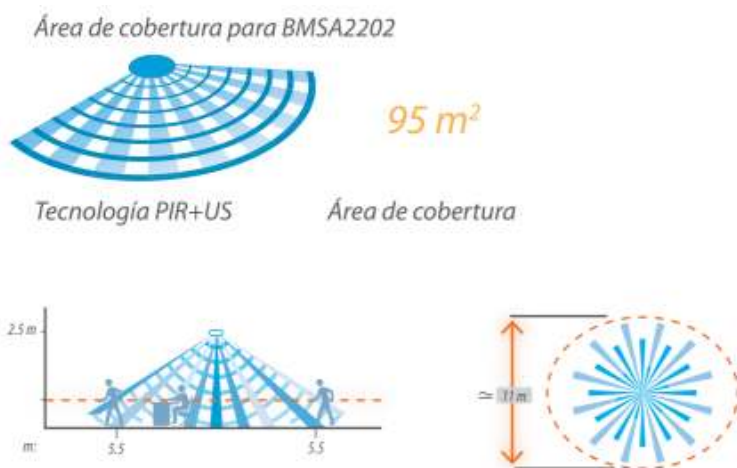 Área de cobertura para BMSA2202
95 m²
Tecnología PIR+US
Área de cobertura
2.5 m
m:
5.5
5.5
≃ 11 m